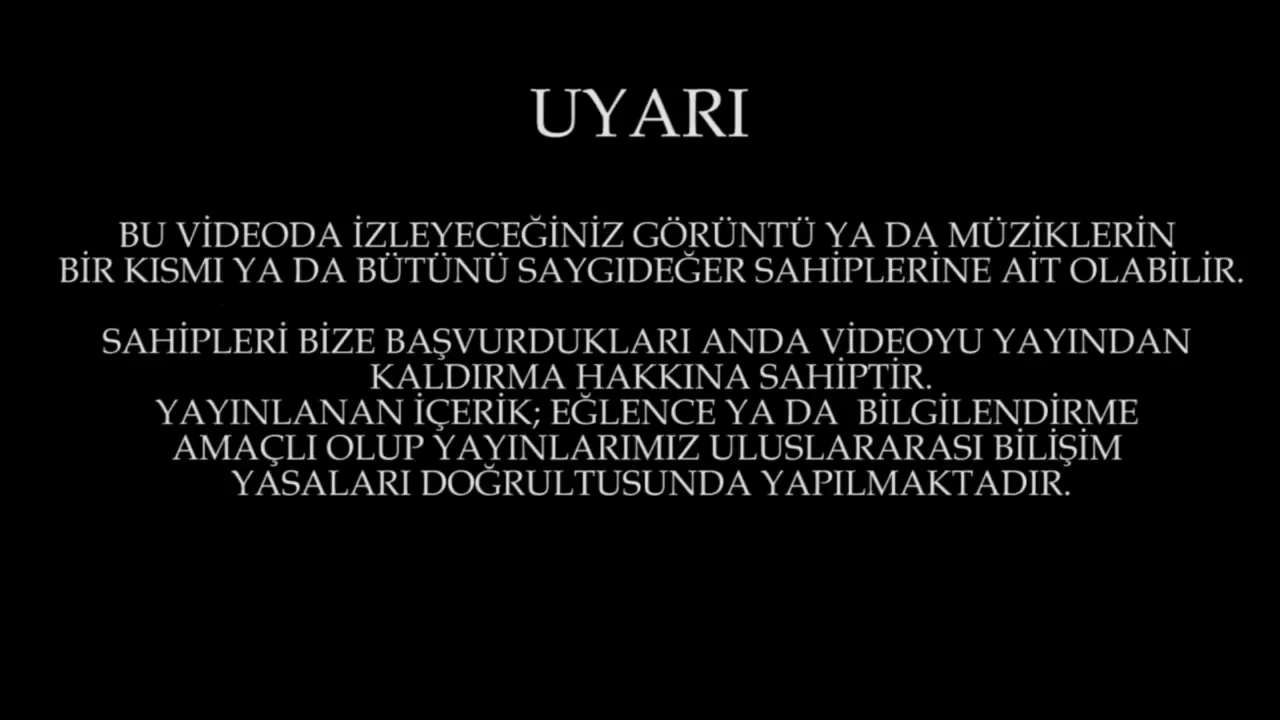 UYARI
BU VİDEODA İZLEYECEĞİNİZ GÖRÜNTÜ YA DA MÜZİKLERİN
BİR KISMI YA DA BÜTÜNÜ SAYGIDEĞER SAHİPLERİNE AİT OLABİLİR.
SAHİPLERİ BİZE BAŞVURDUKLARI ANDA VİDEOYU YAYINDAN
KALDIRMA HAKKINA SAHİPTİR.
YAYINLANAN İÇERİK; EĞLENCE YA DA  BİLGİLENDİRME
AMAÇLI OLUP YAYINLARIMIZ ULUSLARARASI BİLİŞİM
YASALARI DOĞRULTUSUNDA YAPILMAKTADIR.